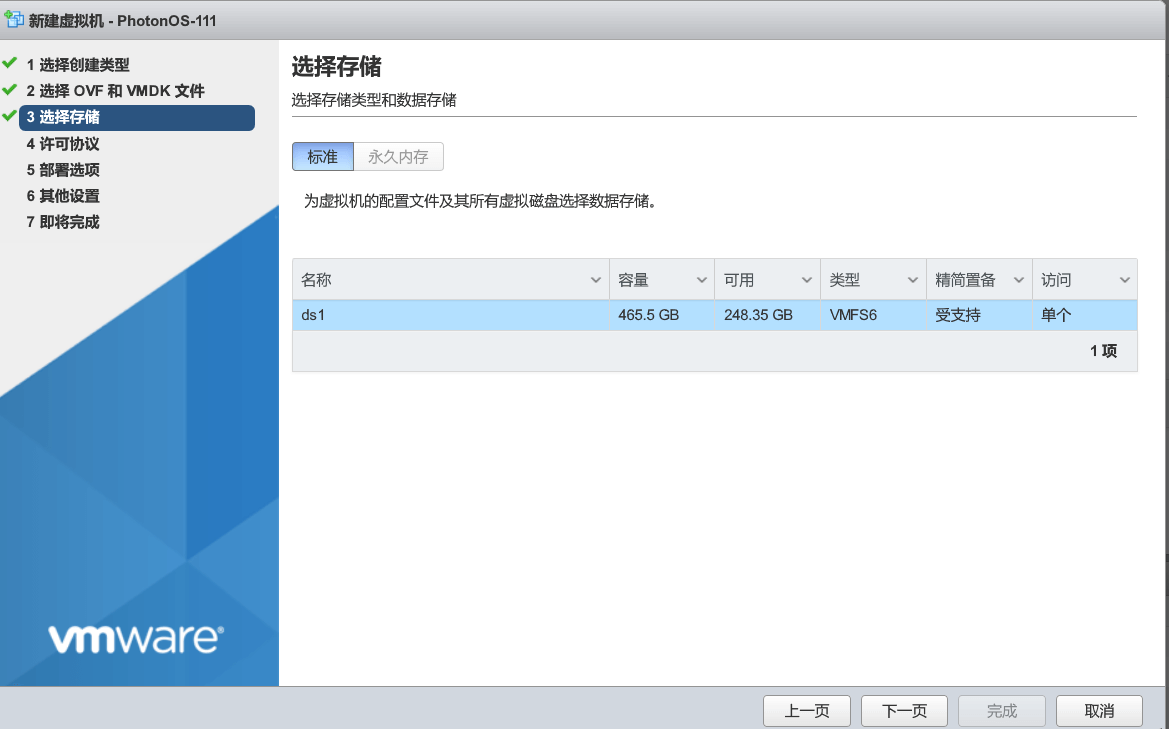 新建虚拟机 - PhotonOS-111
1 选择创建类型
2 选择 OVF 和 VMDK 文件
3 选择存储
4 许可协议
5 部署选项
6 其他设置
7 即将完成
vmware®
选择存储
选择存储类型和数据存储
标准 永久内存
为虚拟机的配置文件及其所有虚拟磁盘选择数据存储。
名称 容量 可用 类型 精简置备 访问
ds1 465.5 GB 248.35 GB VMFS6 受支持 单个
1 项
上一页 下一页 完成 取消